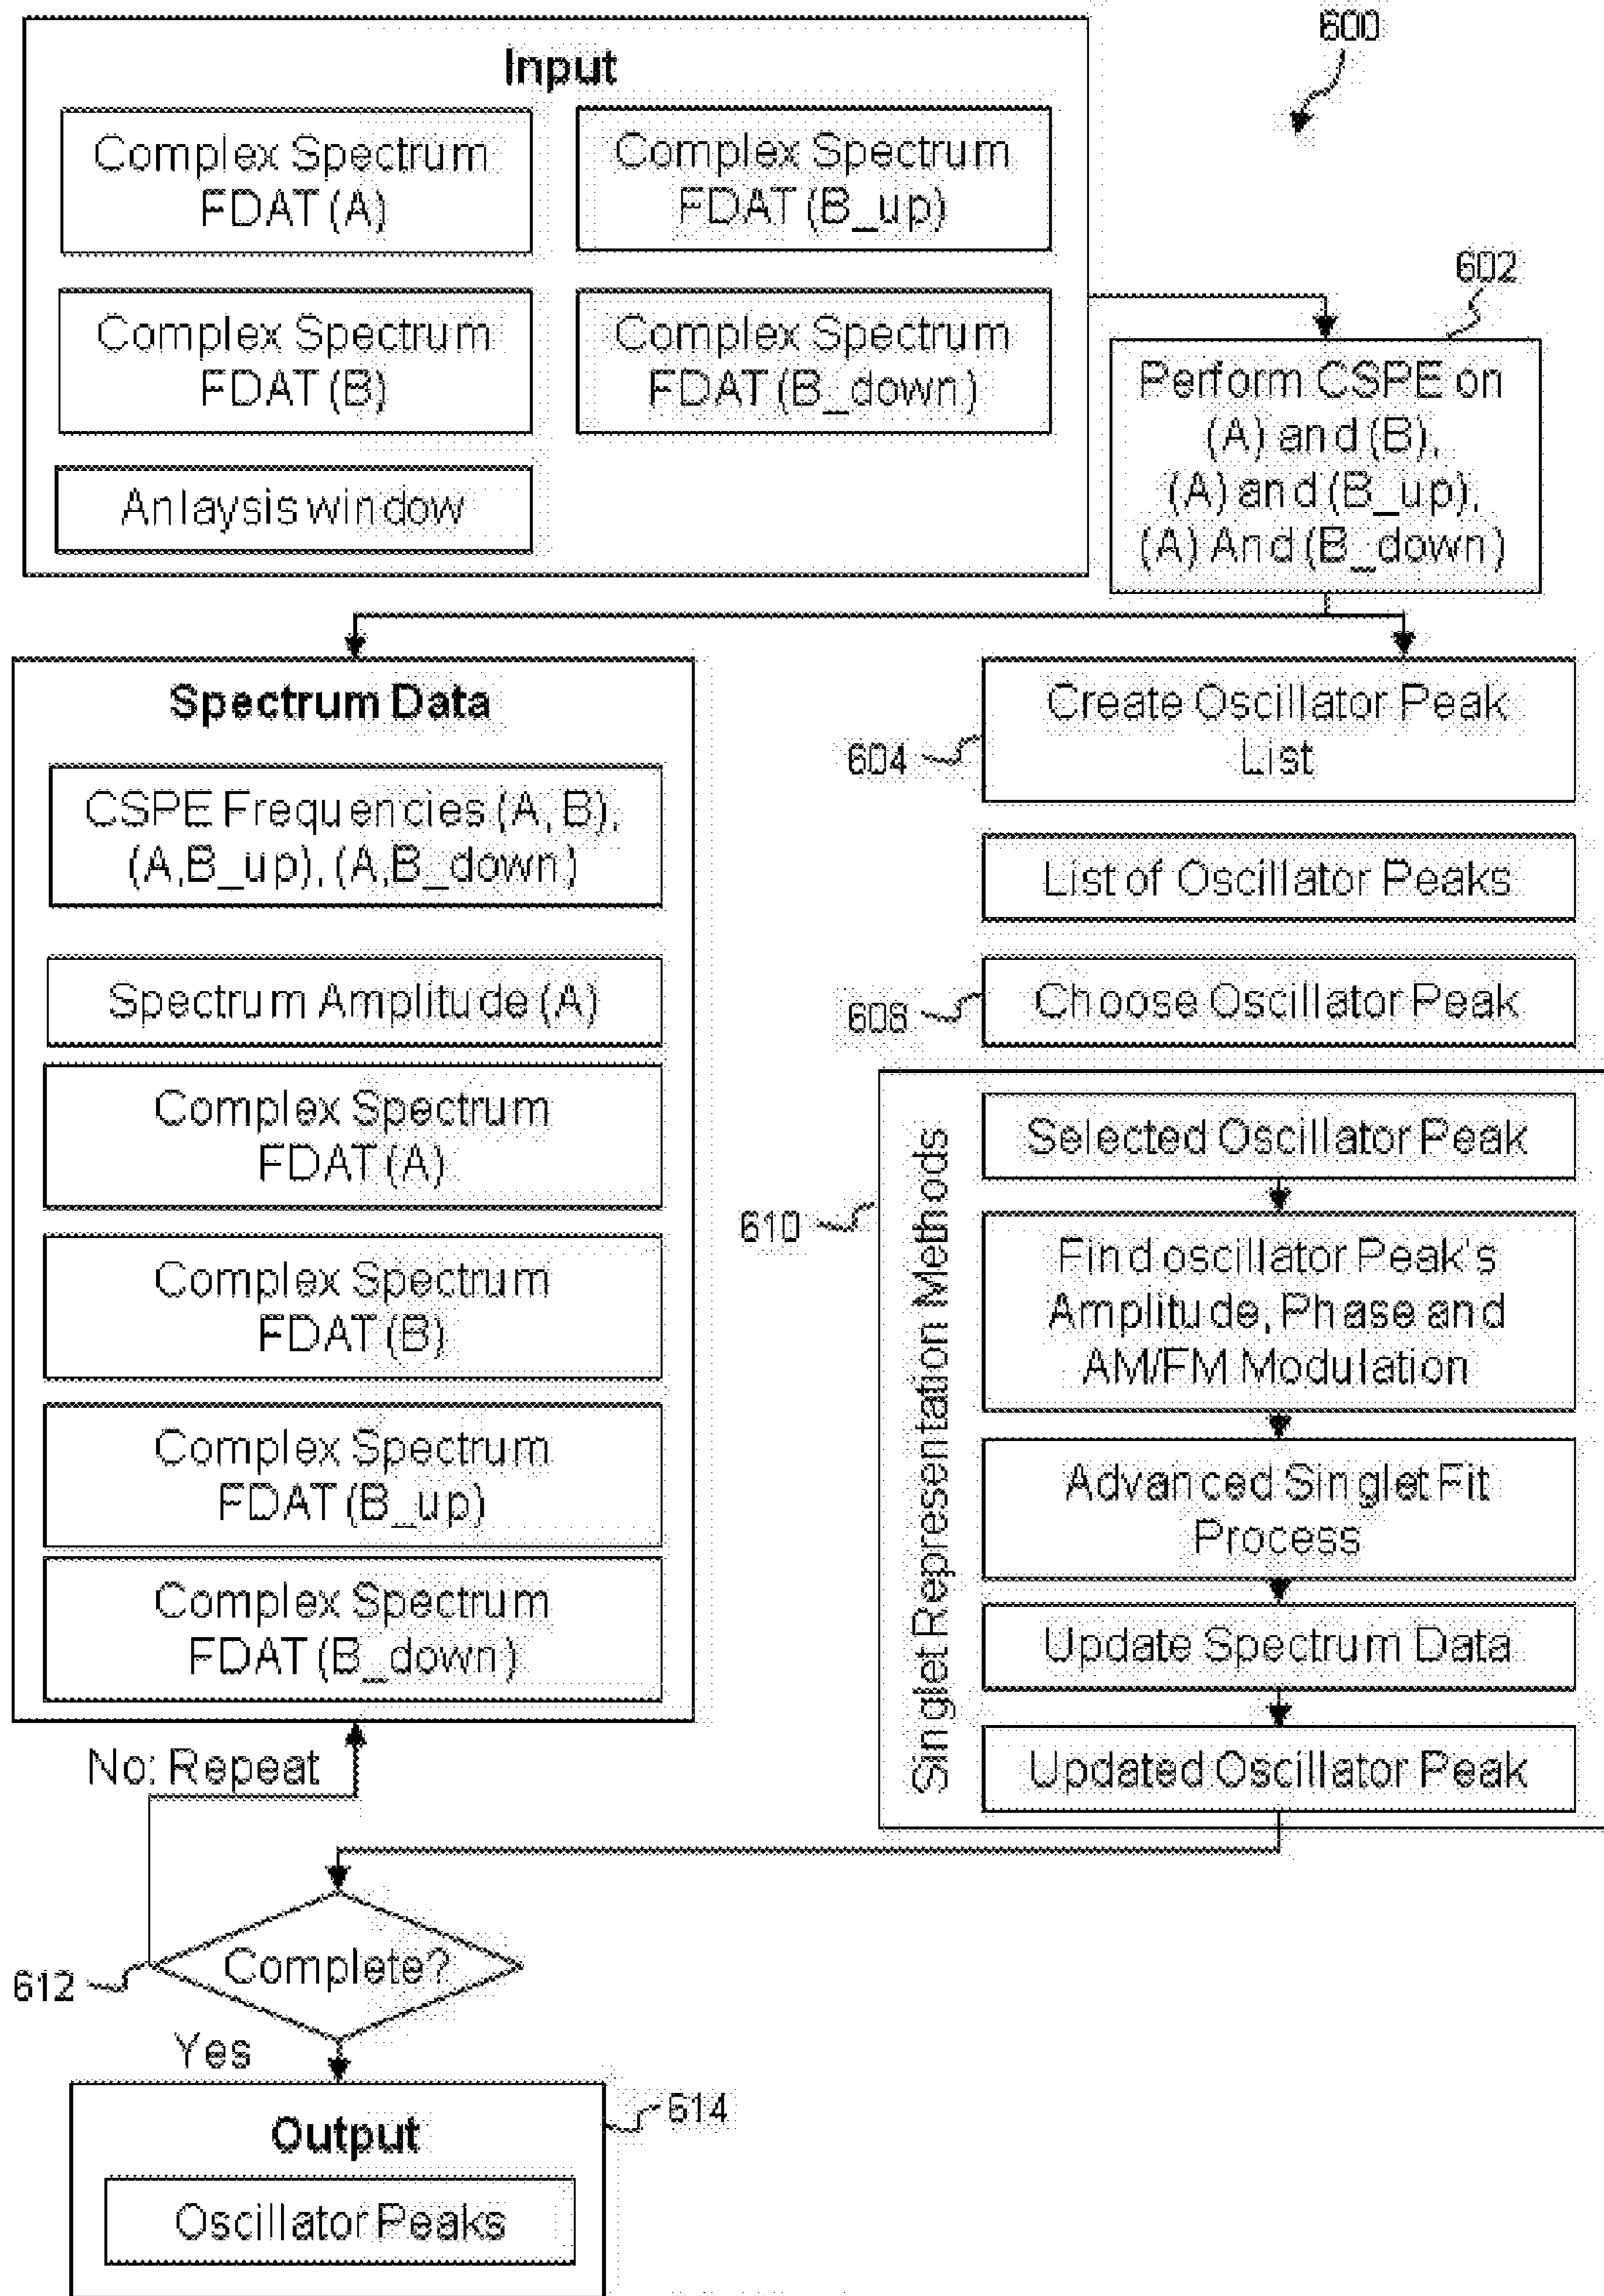 600
Input
Complex Spectrum
FDAT (A)
Complex Spectrum
FDAT (B_up)
Complex Spectrum
FDAT (B)
Complex Spectrum
FDAT (B_down)
Anlaysis window
602
Perform CSPE on
(A) and (B),
(A) and (B_up),
(A) And (B_down)
Spectrum Data
CSPE Frequencies (A, B),
(A,B_up), (A,B_down)
Spectrum Amplitude (A)
Complex Spectrum
FDAT (A)
Complex Spectrum
FDAT (B)
Complex Spectrum
FDAT (B_up)
Complex Spectrum
FDAT (B_down)
604
Create Oscillator Peak
List
List of Oscillator Peaks
608
Choose Oscillator Peak
610
Singlet Representation Methods
Selected Oscillator Peak
Find oscillator Peak's
Amplitude, Phase and
AM/FM Modulation
Advanced Singlet Fit
Process
Update Spectrum Data
Updated Oscillator Peak
No: Repeat
612
Complete?
Yes
614
Output
Oscillator Peaks